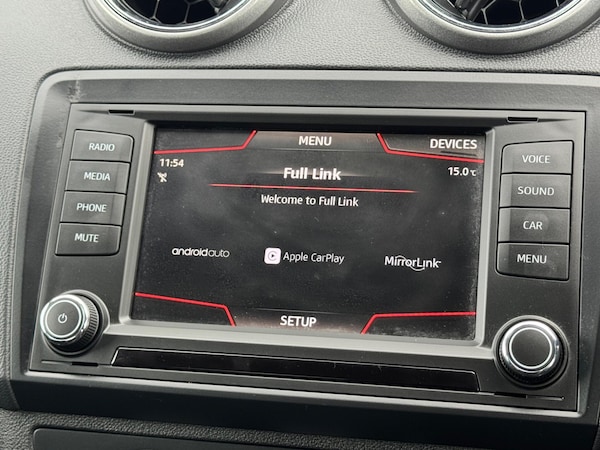 RADIO
MEDIA
PHONE
MUTE
MENU
DEVICES
11:54
Full Link
15.0 °C
Welcome to Full Link
androidauto
Apple CarPlay
MirrorLink
SETUP
VOICE
SOUND
CAR
MENU